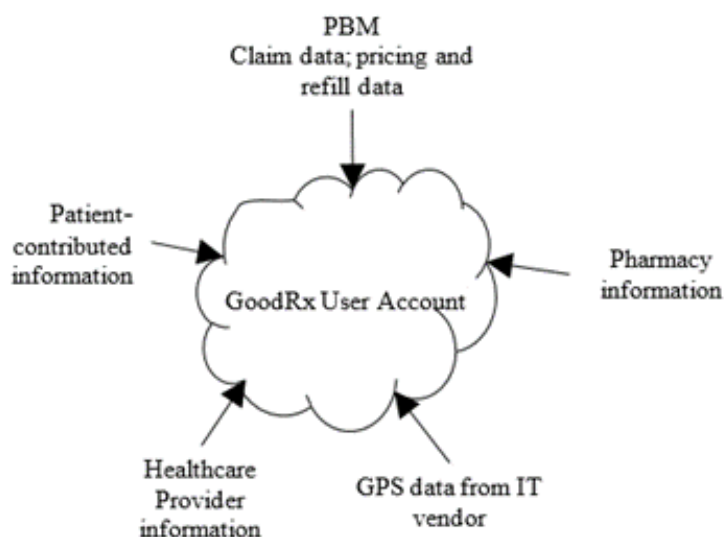 PBM
Claim data; pricing and
refill data
Patient-
contributed
information
Pharmacy
information
GoodRx User Account
Healthcare
Provider
information
GPS data from IT
vendor